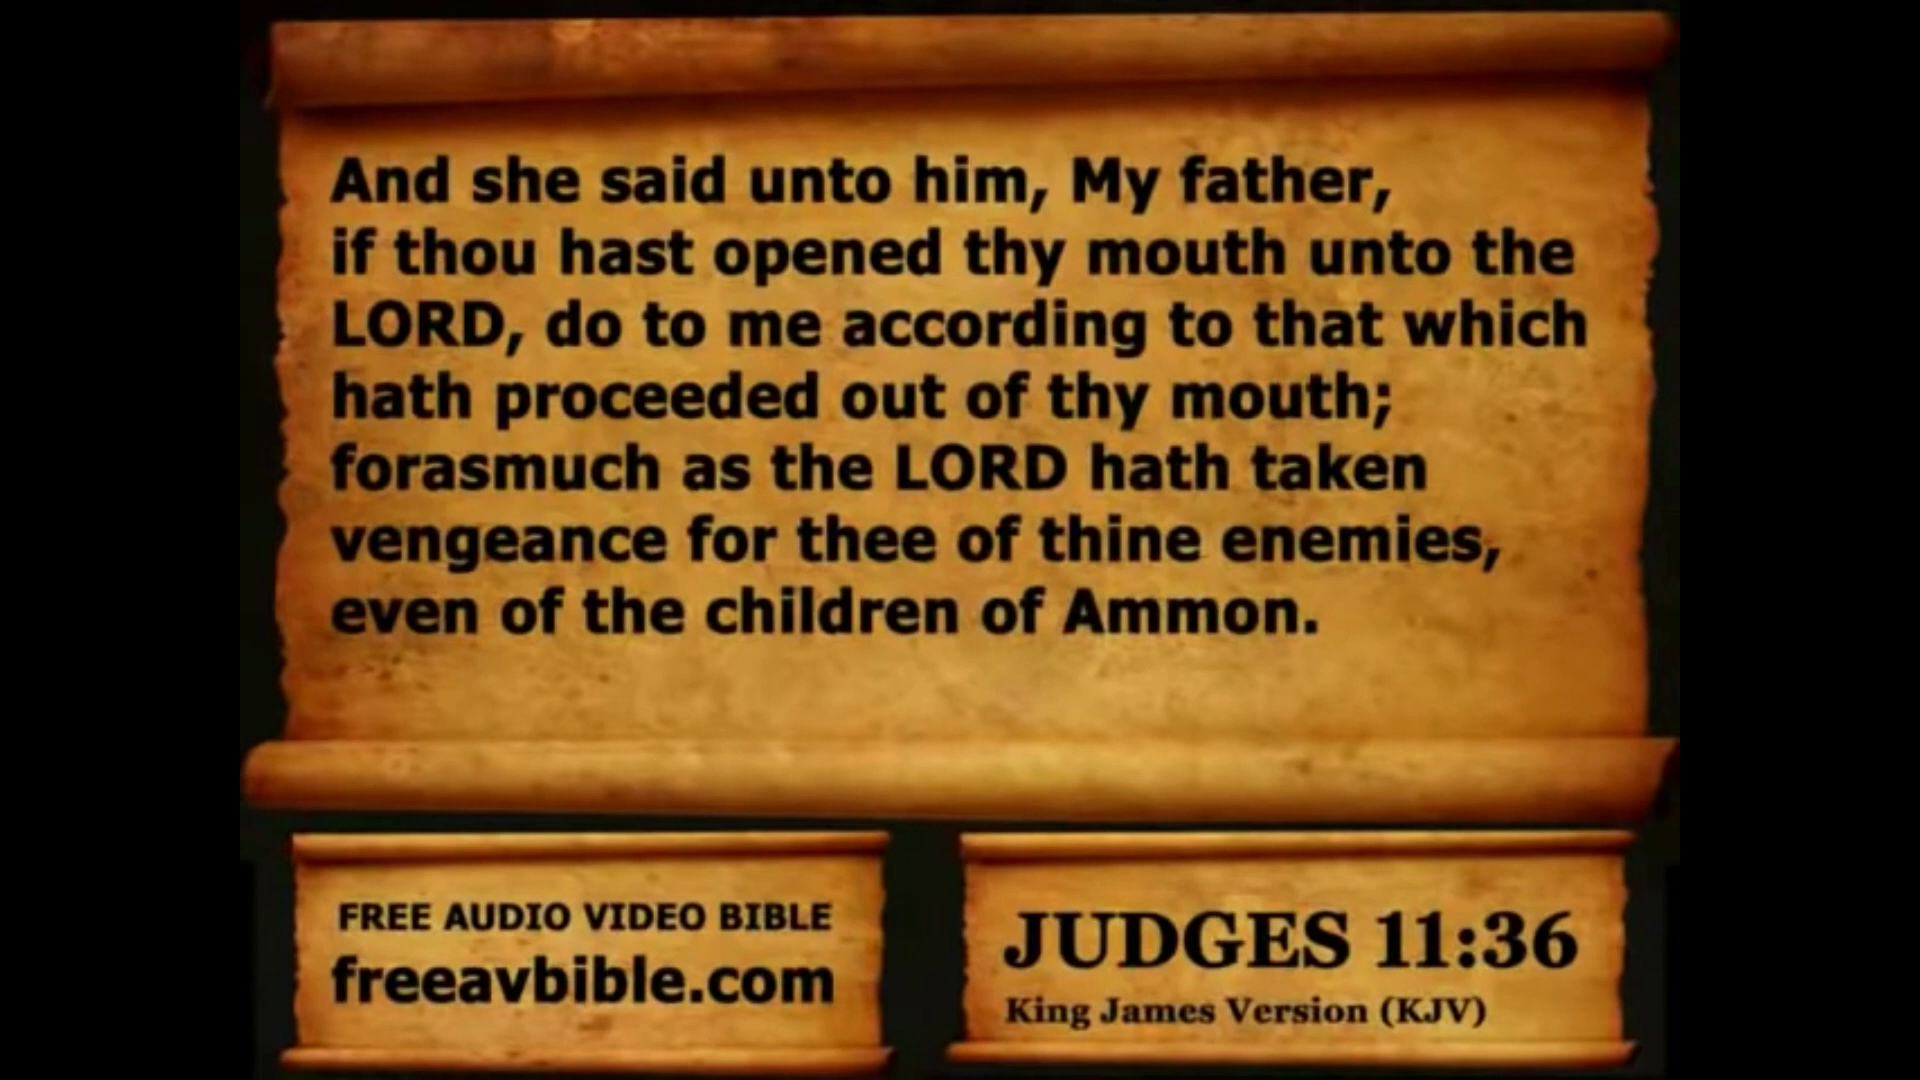 And she said unto him, My father,
if thou hast opened thy mouth unto the
LORD, do to me according to that which
hath proceeded out of thy mouth;
forasmuch as the LORD hath taken
vengeance for thee of thine enemies,
even of the children of Ammon.
FREE AUDIO VIDEO BIBLE
freeavbible.com
JUDGES 11:36
King James Version (KJV)